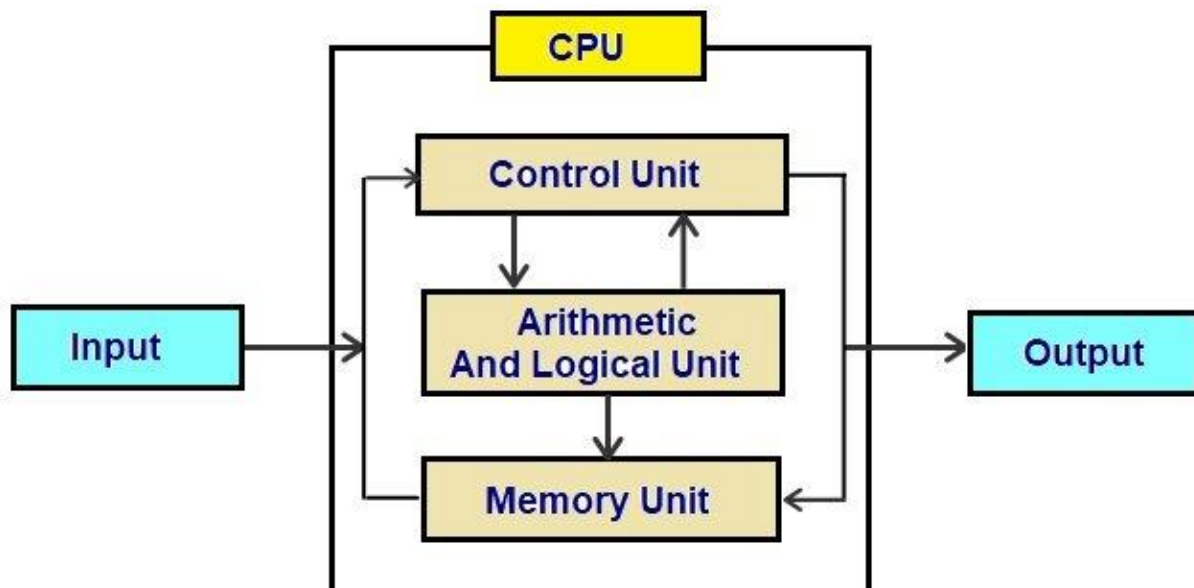 CPU
Control Unit
Arithmetic
And Logical Unit
Input
Output
Memory Unit